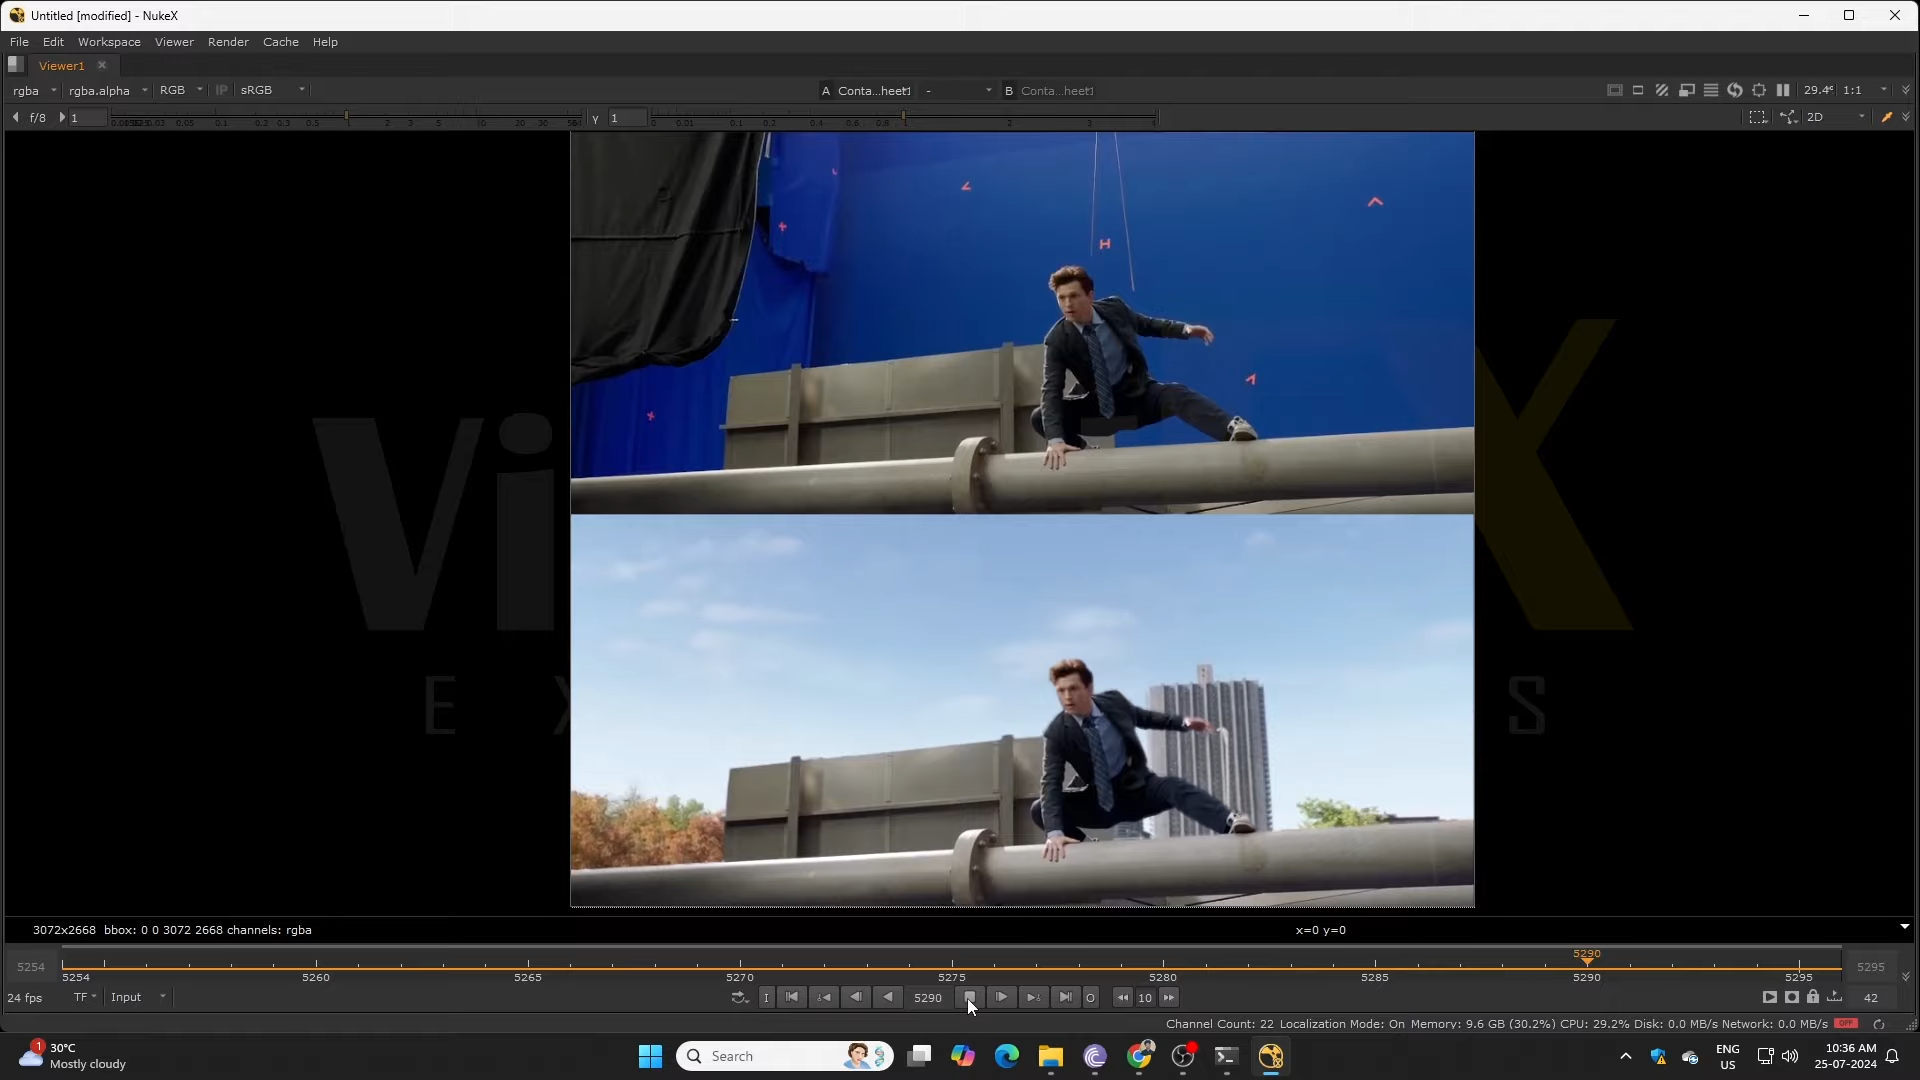 Untitled [modified] - NukeX
File Edit Workspace Viewer Render Cache Help
Viewer1
rgba rgba.alpha RGB IP sRGB A Conta...heet1 - B Conta...heet1 29.4 1:1
f/8 1 γ 1 2D
H
Vi X
E S
3072x2668 bbox: 0 0 3072 2668 channels: rgba x=0 y=0
5290
5254 5295
5254 5260 5265 5270 5275 5280 5285 5290 5295
24 fps TF Input I 5290 O 10 42
Channel Count: 22 Localization Mode: On Memory: 9.6 GB (30.2%) CPU: 29.2% Disk: 0.0 MB/s Network: 0.0 MB/s OFF
1
30°C
Mostly cloudy
Search
ENG
US
10:36 AM
25-07-2024